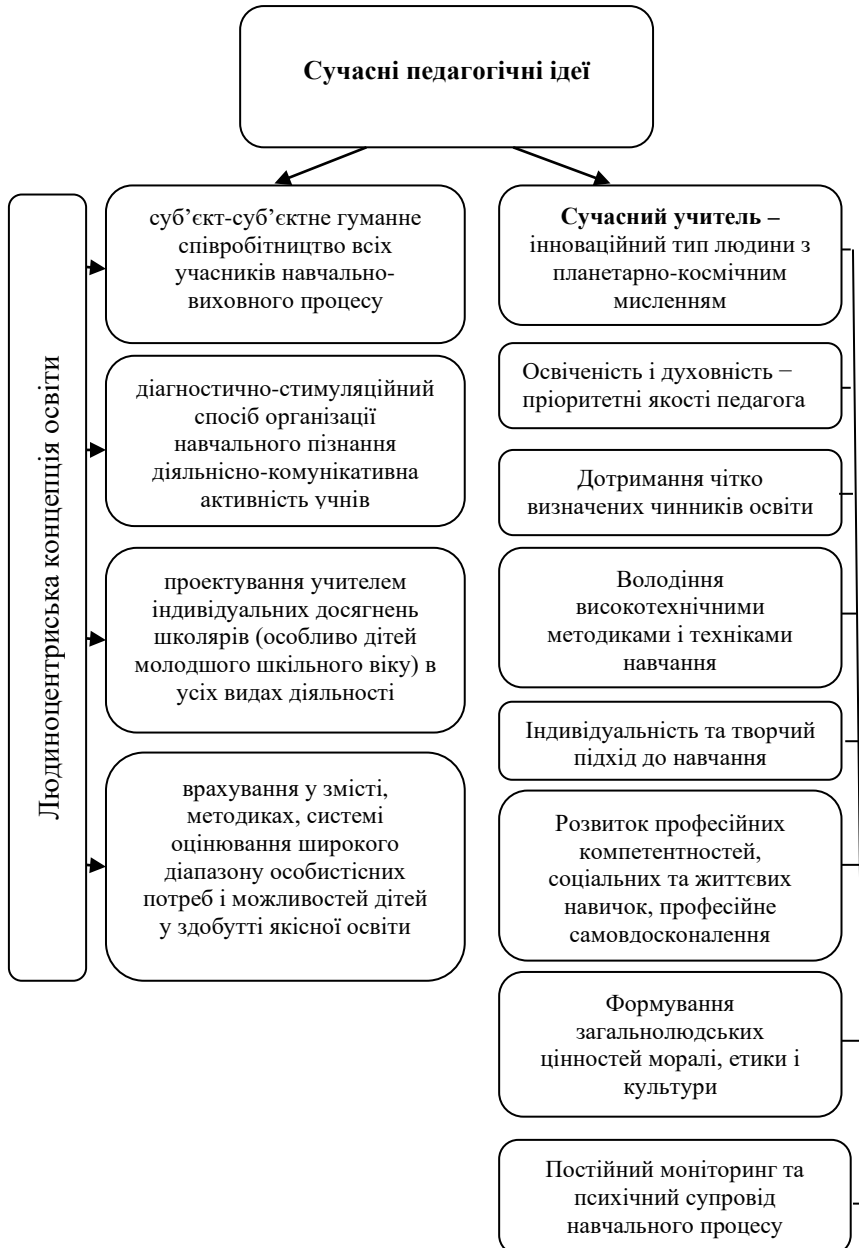 Сучасні педагогічні ідеї
Людиноцентриська концепція освіти
суб’єкт-суб’єктне гуманне
співробітництво всіх
учасників навчально-
виховного процесу
діагностично-стимуляційний
спосіб організації
навчального пізнання
діяльнісно-комунікативна
активність учнів
проектування учителем
індивідуальних досягнень
школярів (особливо дітей
молодшого шкільного віку) в
усіх видах діяльності
врахування у змісті,
методиках, системі
оцінювання широкого
діапазону особистісних
потреб і можливостей дітей
у здобутті якісної освіти
Сучасний учитель –
інноваційний тип людини з
планетарно-космічним
мисленням
Освіченість і духовність –
пріоритетні якості педагога
Дотримання чітко
визначених чинників освіти
Володіння
високотехнічними
методиками і техніками
навчання
Індивідуальність та творчий
підхід до навчання
Розвиток професійних
компетентностей,
соціальних та життєвих
навичок, професійне
самовдосконалення
Формування
загальнолюдських
цінностей моралі, етики і
культури
Постійний моніторинг та
психічний супровід
навчального процесу